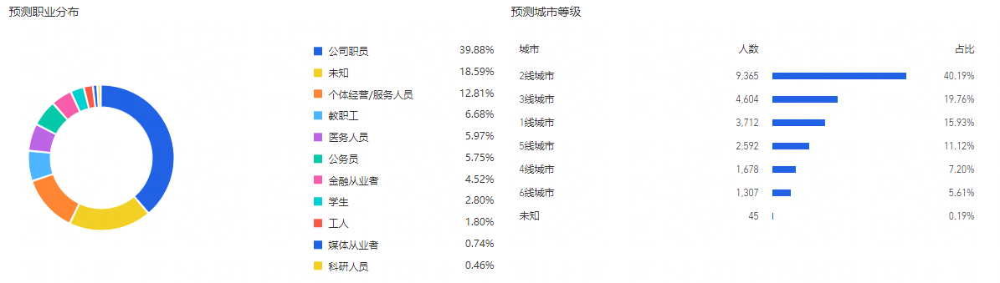 预测职业分布
公司职员 39.88%
未知 18.59%
个体经营/服务人员 12.81%
教职工 6.68%
医务人员 5.97%
公务员 5.75%
金融从业者 4.52%
学生 2.80%
工人 1.80%
媒体从业者 0.74%
科研人员 0.46%
预测城市等级
城市 人数 占比
2线城市 9,365 40.19%
3线城市 4,604 19.76%
1线城市 3,712 15.93%
5线城市 2,592 11.12%
4线城市 1,678 7.20%
6线城市 1,307 5.61%
未知 45 0.19%